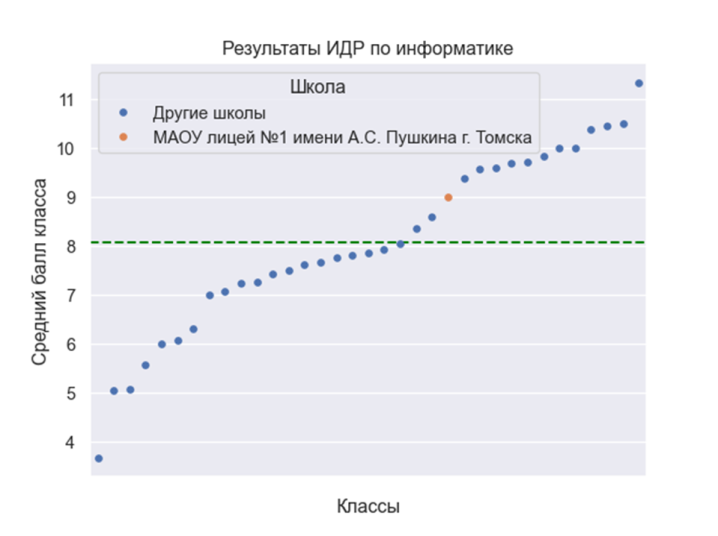 Результаты ИДР по информатике
Школа
Другие школы
МАОУ лицей №1 имени А.С. Пушкина г. Томска
11
10
9
8
7
6
5
4
Средний балл класса
Классы